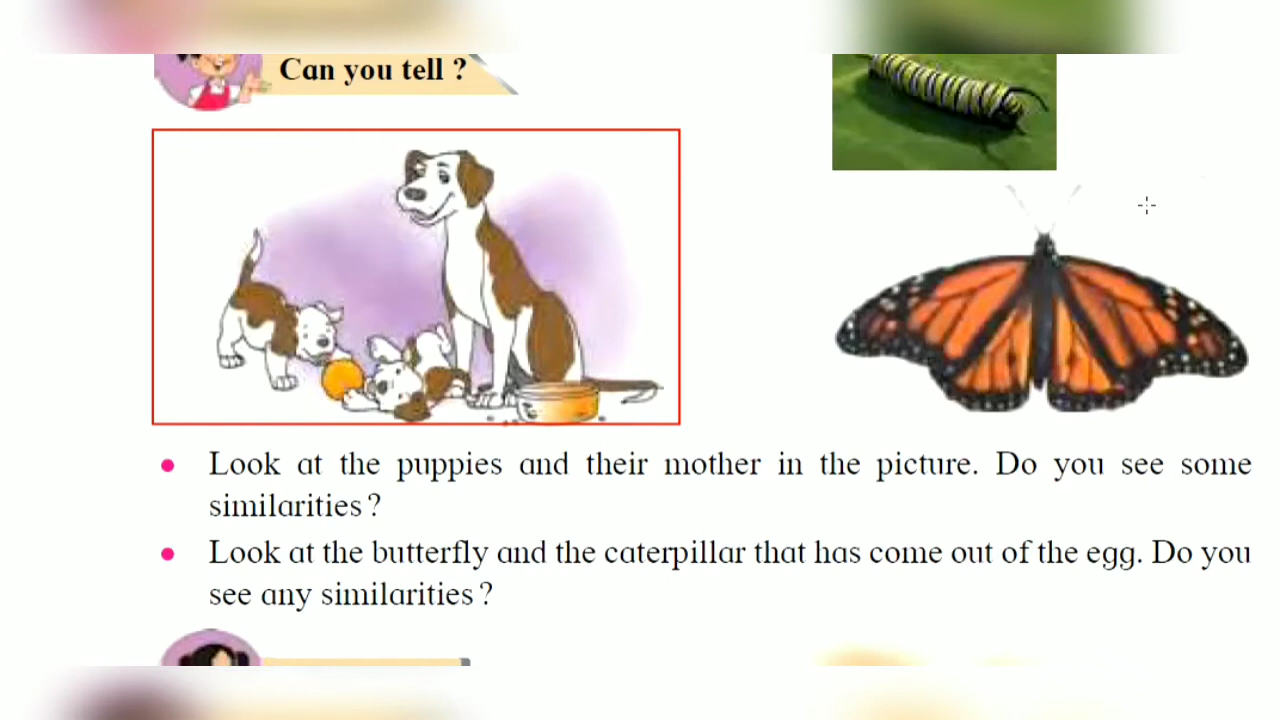 Can you tell ?
Look at the puppies and their mother in the picture. Do you see some
similarities ?
Look at the butterfly and the caterpillar that has come out of the egg. Do you
see any similarities ?